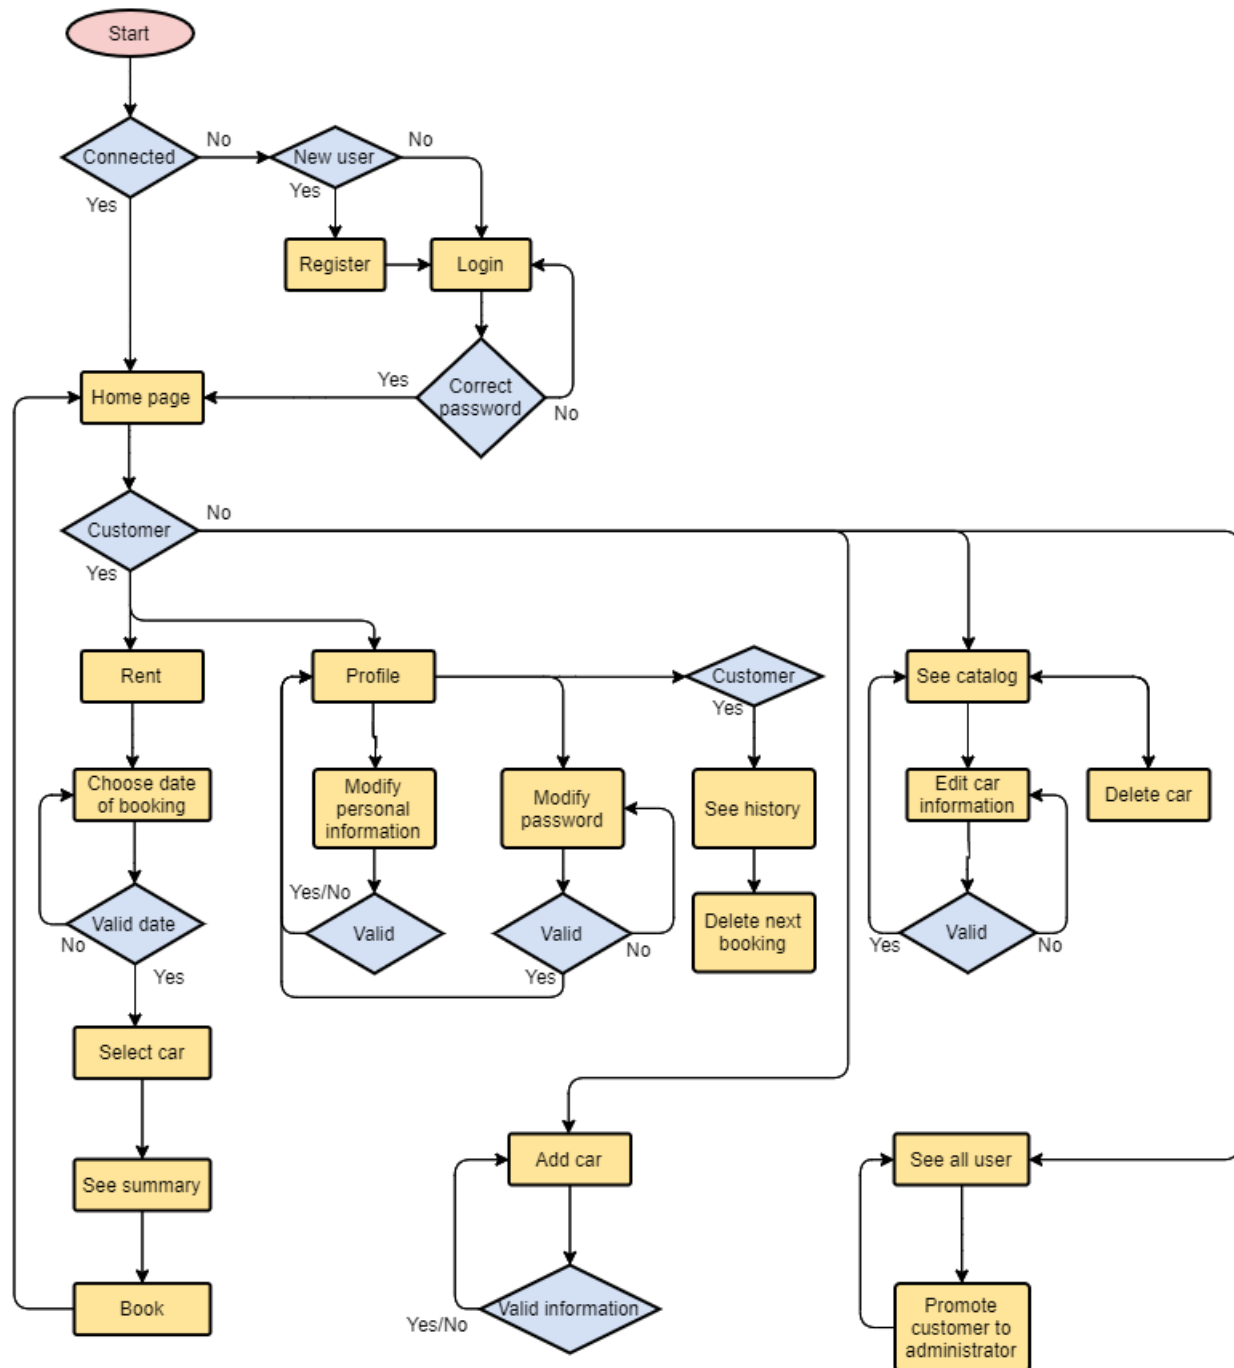 Start
Connected
No
New user
No
Yes
Yes
Register
Login
Home page
Yes
Correct
password
No
Customer
No
Yes
Rent
Profile
Customer
Yes
See catalog
Choose date
of booking
Modify
personal
information
Modify
password
See history
Edit car
information
Delete car
Yes/No
Valid date
No
Yes
Valid
Valid
No
Yes
Delete next
booking
Valid
Yes
No
Select car
Add car
See all user
See summary
Book
Valid information
Yes/No
Promote
customer to
administrator